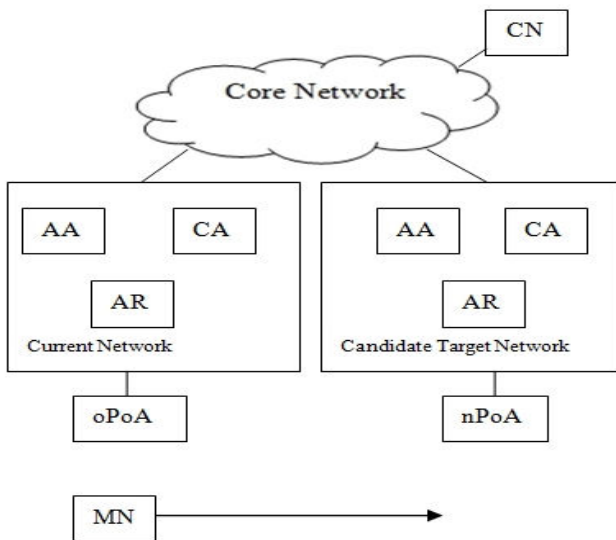 CN
Core Network
AA
CA
AR
Current Network
AA
CA
AR
Candidate Target Network
oPoA
nPoA
MN